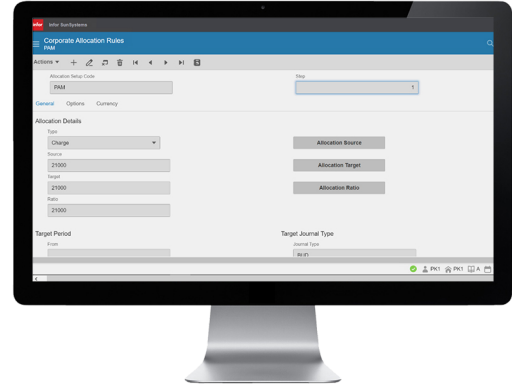 infor Infor SunSystems
Corporate Allocation Rules
PAM
Actions
Allocation Setup Code
Step
PAM
1
General Options Currency
Allocation Details
Type
Charge
Allocation Source
Source
21000
Allocation Target
Target
21000
Allocation Ratio
Ratio
21000
Target Period
Target Journal Type
From
Journal Type
BUD
PK1 PK1 A